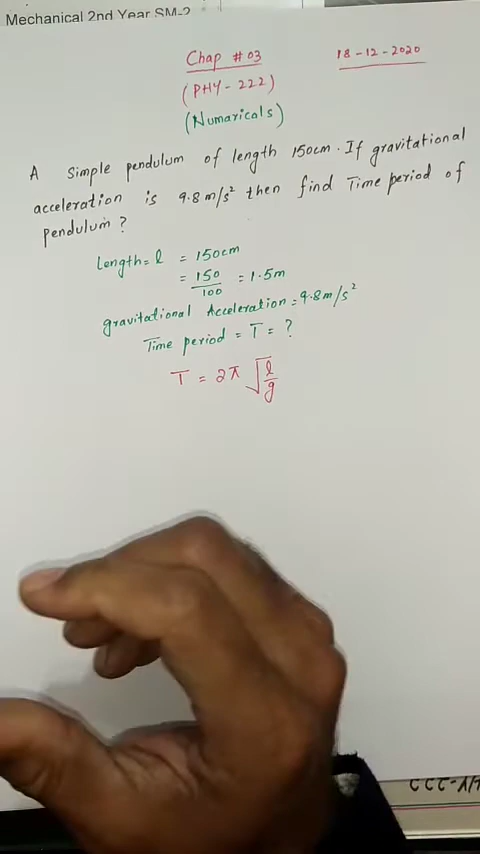 Mechanical 2nd Year SM-2
Chap # 03
18-12-2020
(PHY-222)
(Numaricals)
A Simple pendulum of length 150cm. If gravitational
acceleration is 9.8 m/s² then find Time period of
pendulum?
length = l = 150cm
= 150/100 = 1.5m
gravitational Acceleration = 9.8m/s²
Time period = T = ?
T = 2π √l/g